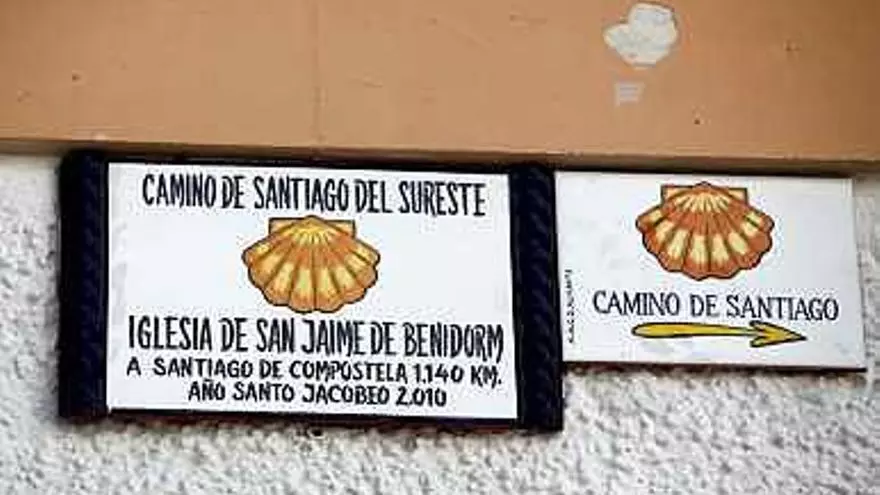 CAMINO DE SANTIAGO DEL SURESTE
IGLESIA DE SAN JAIME DE BENIDORM
A SANTIAGO DE COMPOSTELA 1.140 KM.
AÑO SANTO JACOBEO 2.010
CAMINO DE SANTIAGO